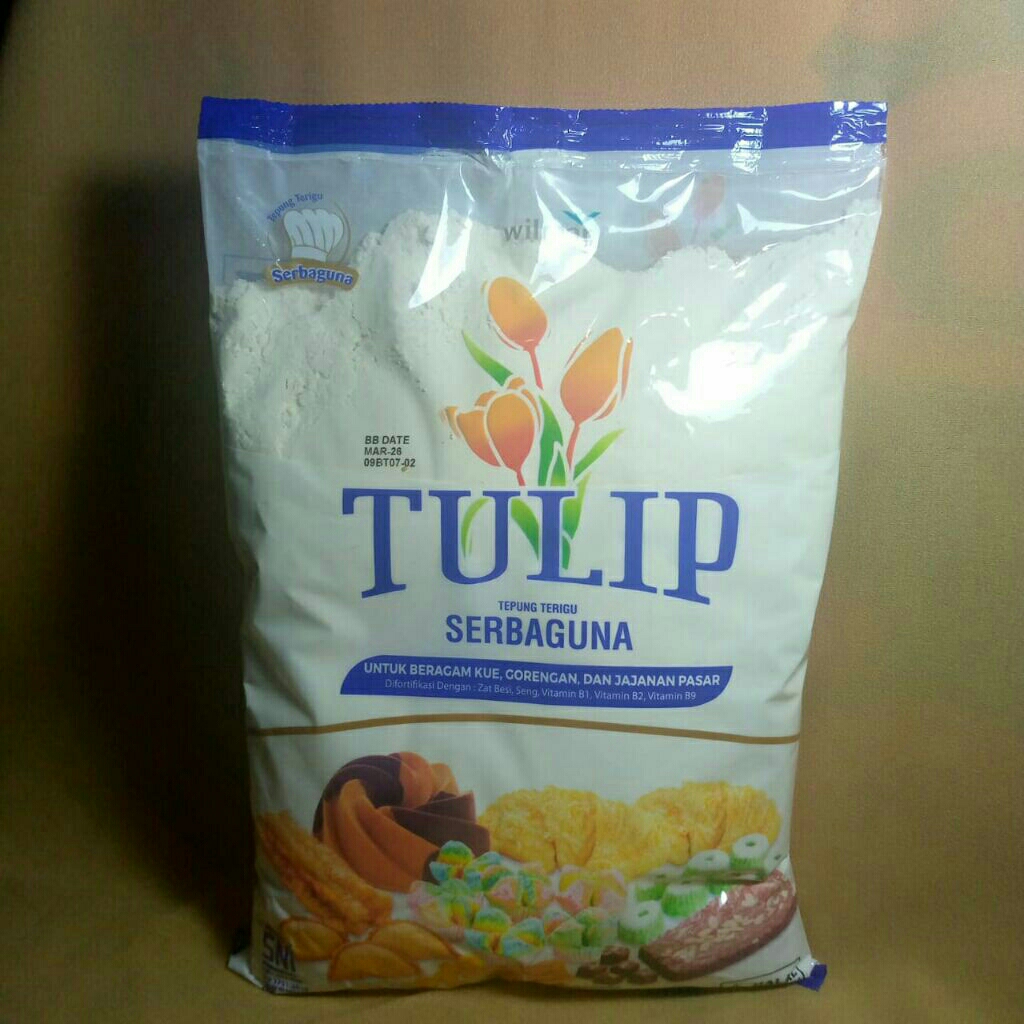 Tepung Terigu
Serbaguna
BB DATE
MAR-26
09BT07-02
TULIP
TEPUNG TERIGU
SERBAGUNA
UNTUK BERAGAM KUE, GORENGAN, DAN JAJANAN PASAR
Difortifikasi Dengan : Zat Besi, Seng, Vitamin B1, Vitamin B2, Vitamin B9
SNI